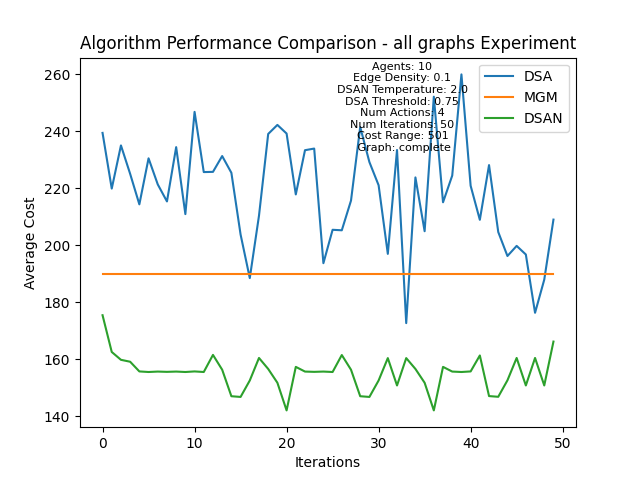 Algorithm Performance Comparison - all graphs Experiment
Agents: 10
Edge Density: 0.1
DSAN Temperature: 2.0
DSA Threshold: 0.75
Num Actions: 4
Num Iterations: 50
Cost Range: 501
Graph: complete
DSA
MGM
DSAN
Average Cost
260
240
220
200
180
160
140
0 10 20 30 40 50
Iterations